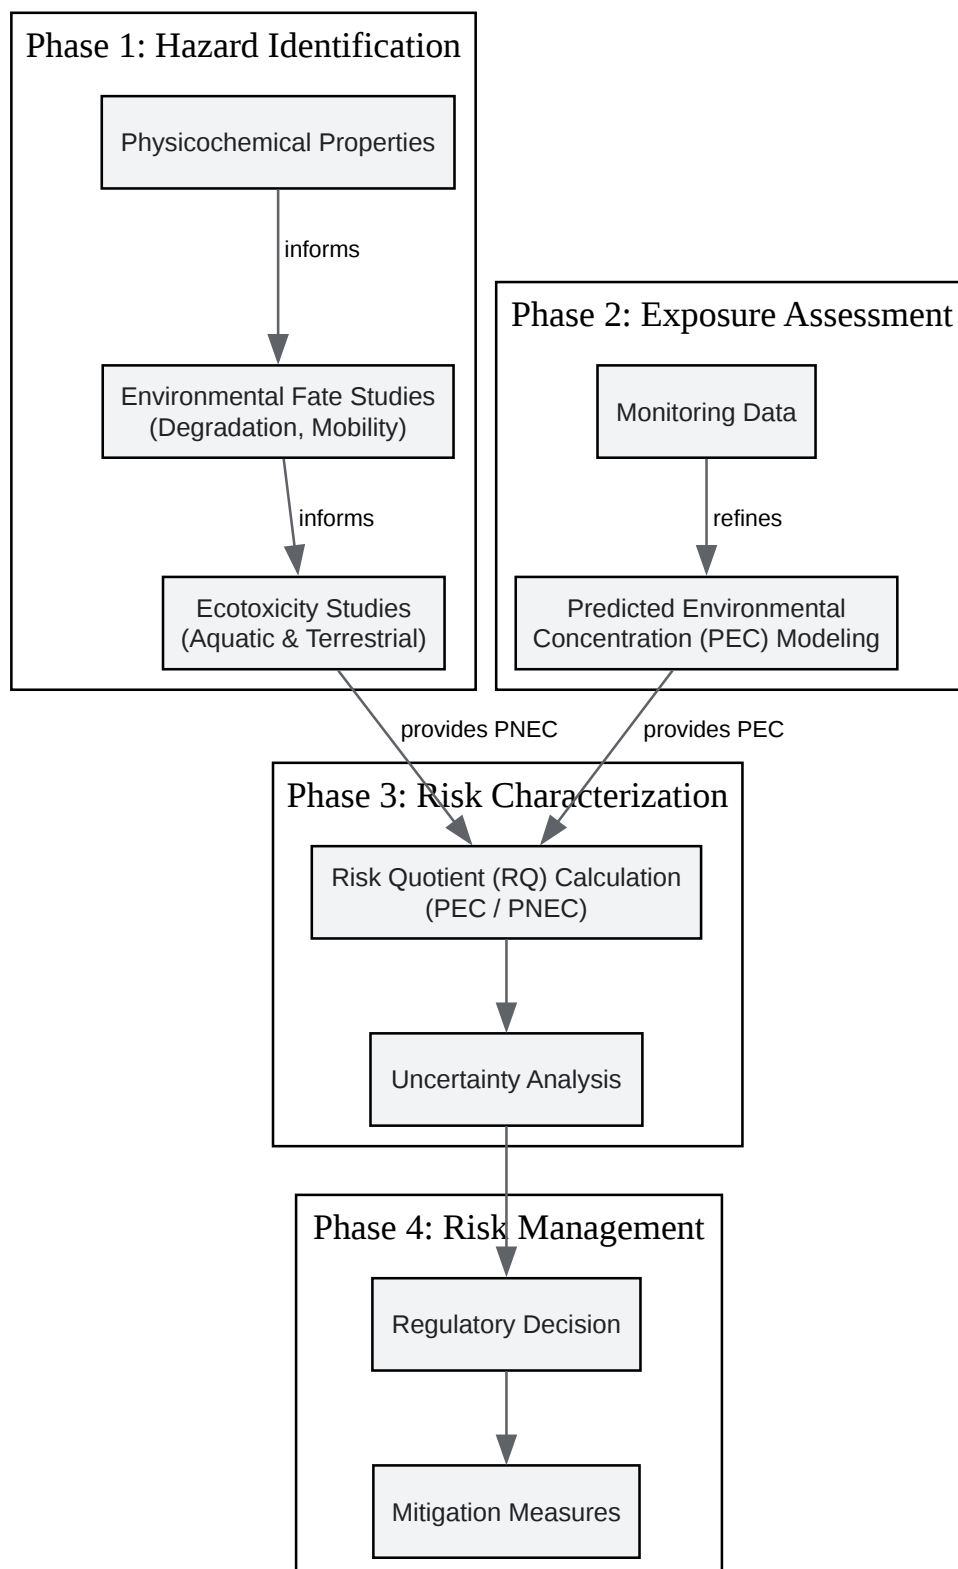 Phase 1: Hazard Identification
Physicochemical Properties
informs
Environmental Fate Studies
(Degradation, Mobility)
informs
Ecotoxicity Studies
(Aquatic & Terrestrial)
Phase 2: Exposure Assessment
Monitoring Data
refines
Predicted Environmental
Concentration (PEC) Modeling
provides PNEC
provides PEC
Phase 3: Risk Characterization
Risk Quotient (RQ) Calculation
(PEC / PNEC)
Uncertainty Analysis
Phase 4: Risk Management
Regulatory Decision
Mitigation Measures